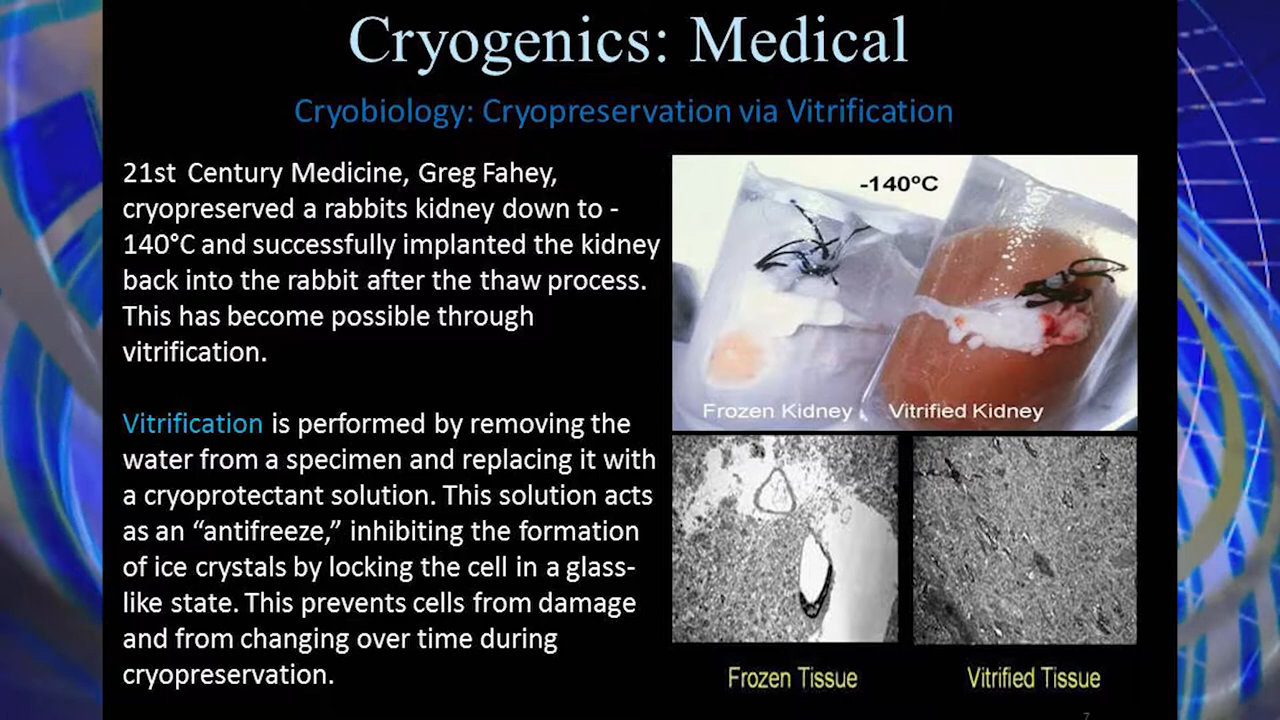 Cryogenics: Medical
Cryobiology: Cryopreservation via Vitrification
21st Century Medicine, Greg Fahey,
cryopreserved a rabbits kidney down to -
140°C and successfully implanted the kidney
back into the rabbit after the thaw process.
This has become possible through
vitrification.
Vitrification is performed by removing the
water from a specimen and replacing it with
a cryoprotectant solution. This solution acts
as an “antifreeze,” inhibiting the formation
of ice crystals by locking the cell in a glass-
like state. This prevents cells from damage
and from changing over time during
cryopreservation.
-140°C
Frozen Kidney
Vitrified Kidney
Frozen Tissue
Vitrified Tissue
7